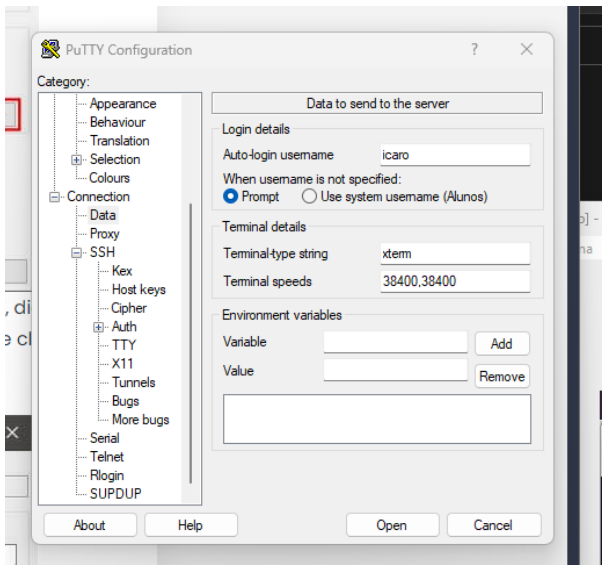 PuTTY Configuration
?
Category:
Appearance
Behaviour
Translation
Selection
Colours
Connection
Data
Proxy
SSH
Kex
Host keys
Cipher
Auth
TTY
X11
Tunnels
Bugs
More bugs
Serial
Telnet
Rlogin
SUPDUP
Data to send to the server
Login details
Auto-login username icaro
When username is not specified:
Prompt Use system username (Alunos)
Terminal details
Terminal-type string xterm
Terminal speeds 38400,38400
Environment variables
Variable Add
Value Remove
About Help Open Cancel
, di
e cl